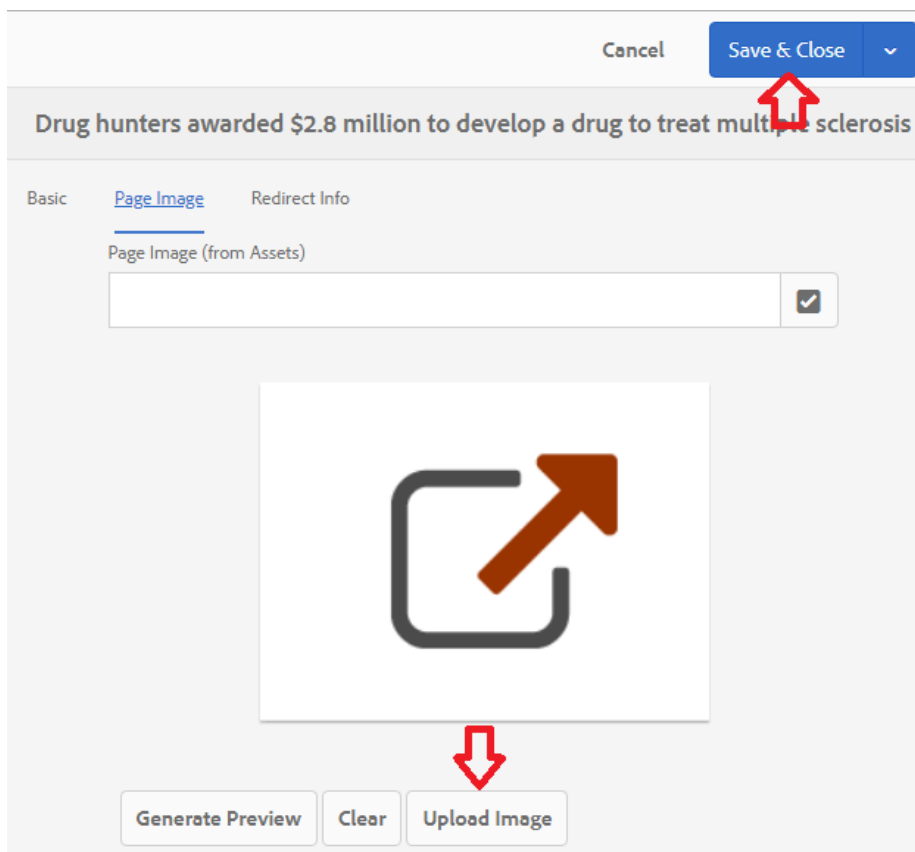 Cancel Save & Close
Drug hunters awarded $2.8 million to develop a drug to treat multiple sclerosis
Basic Page Image Redirect Info
Page Image (from Assets)
Generate Preview Clear Upload Image